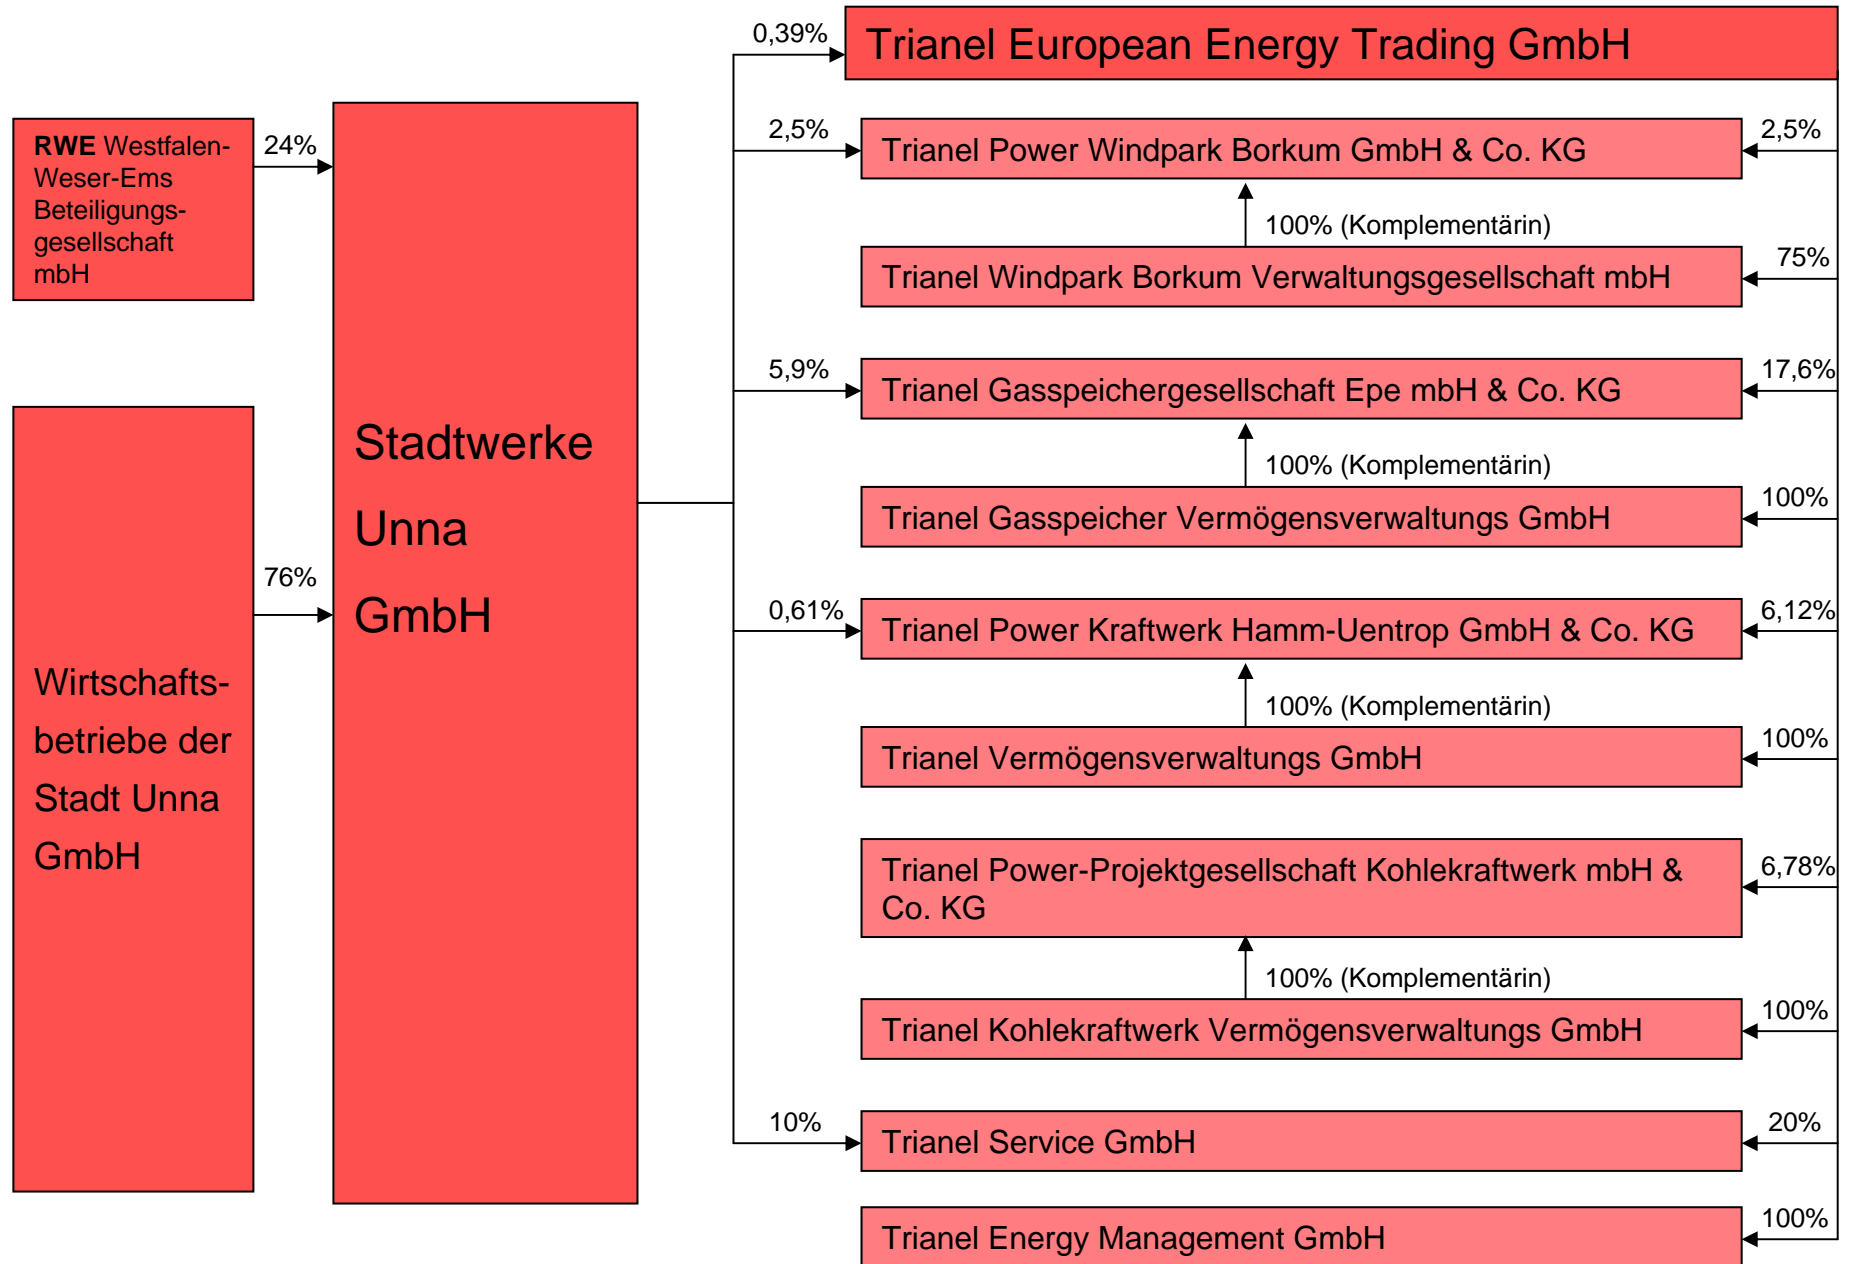 RWE Westfalen-
Weser-Ems
Beteiligungs-
gesellschaft
mbH
24%
Wirtschafts-
betriebe der
Stadt Unna
GmbH
76%
Stadtwerke
Unna
GmbH
0,39%
Trianel European Energy Trading GmbH
2,5%
Trianel Power Windpark Borkum GmbH & Co. KG
2,5%
100% (Komplementärin)
Trianel Windpark Borkum Verwaltungsgesellschaft mbH
75%
5,9%
Trianel Gasspeichergesellschaft Epe mbH & Co. KG
17,6%
100% (Komplementärin)
Trianel Gasspeicher Vermögensverwaltungs GmbH
100%
0,61%
Trianel Power Kraftwerk Hamm-Uentrop GmbH & Co. KG
6,12%
100% (Komplementärin)
Trianel Vermögensverwaltungs GmbH
100%
Trianel Power-Projektgesellschaft Kohlekraftwerk mbH &
Co. KG
6,78%
100% (Komplementärin)
Trianel Kohlekraftwerk Vermögensverwaltungs GmbH
100%
10%
Trianel Service GmbH
20%
Trianel Energy Management GmbH
100%